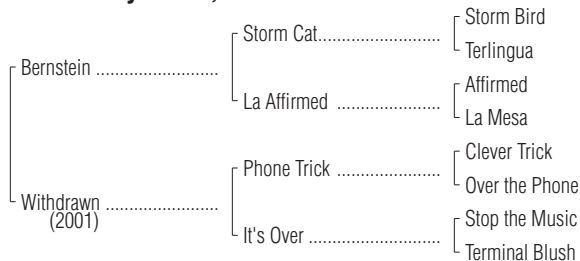 Storm Bird
Storm Cat..............................
Terlingua
Bernstein ..............................
Affirmed
La Affirmed .........................
La Mesa
Clever Trick
Phone Trick .........................
Over the Phone
Withdrawn ............................
(2001)
Stop the Music
It's Over ................................
Terminal Blush